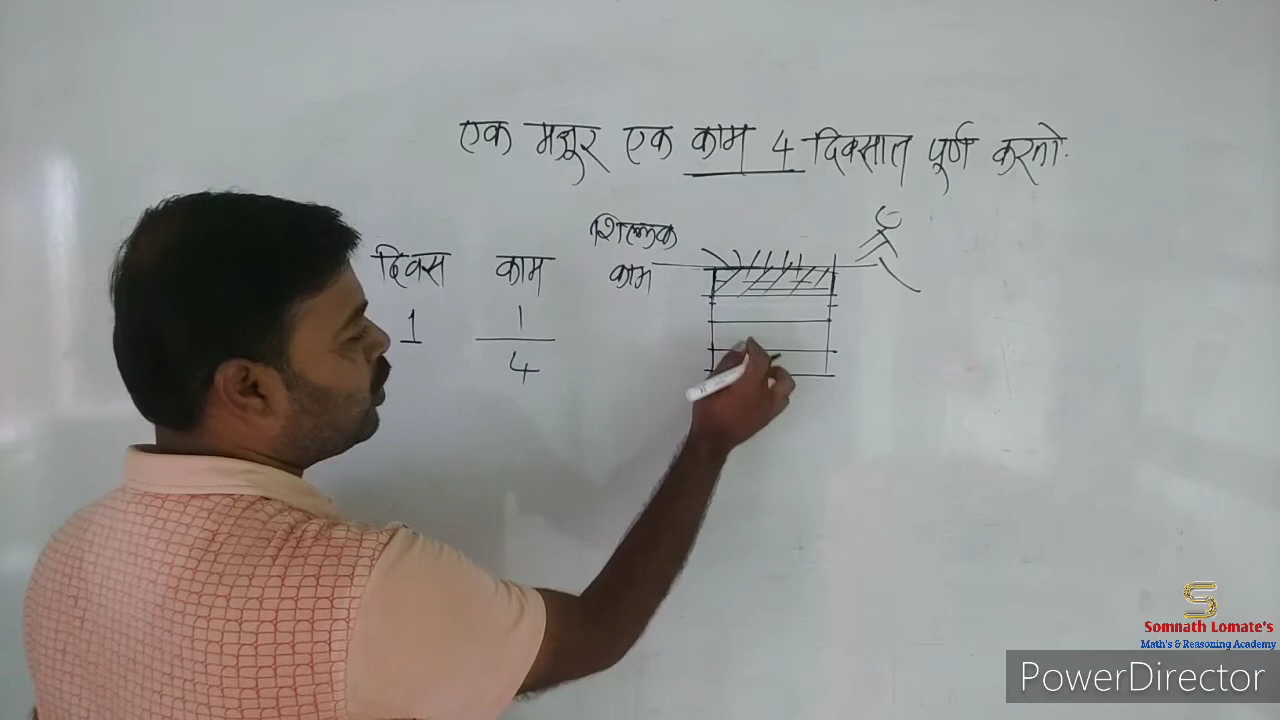 एक मजूर एक काम 4 दिवसात पूर्ण करतो.
दिवस काम शिल्लक काम
1 1/4
Somnath Lomate's
Math's & Reasoning Academy
PowerDirector